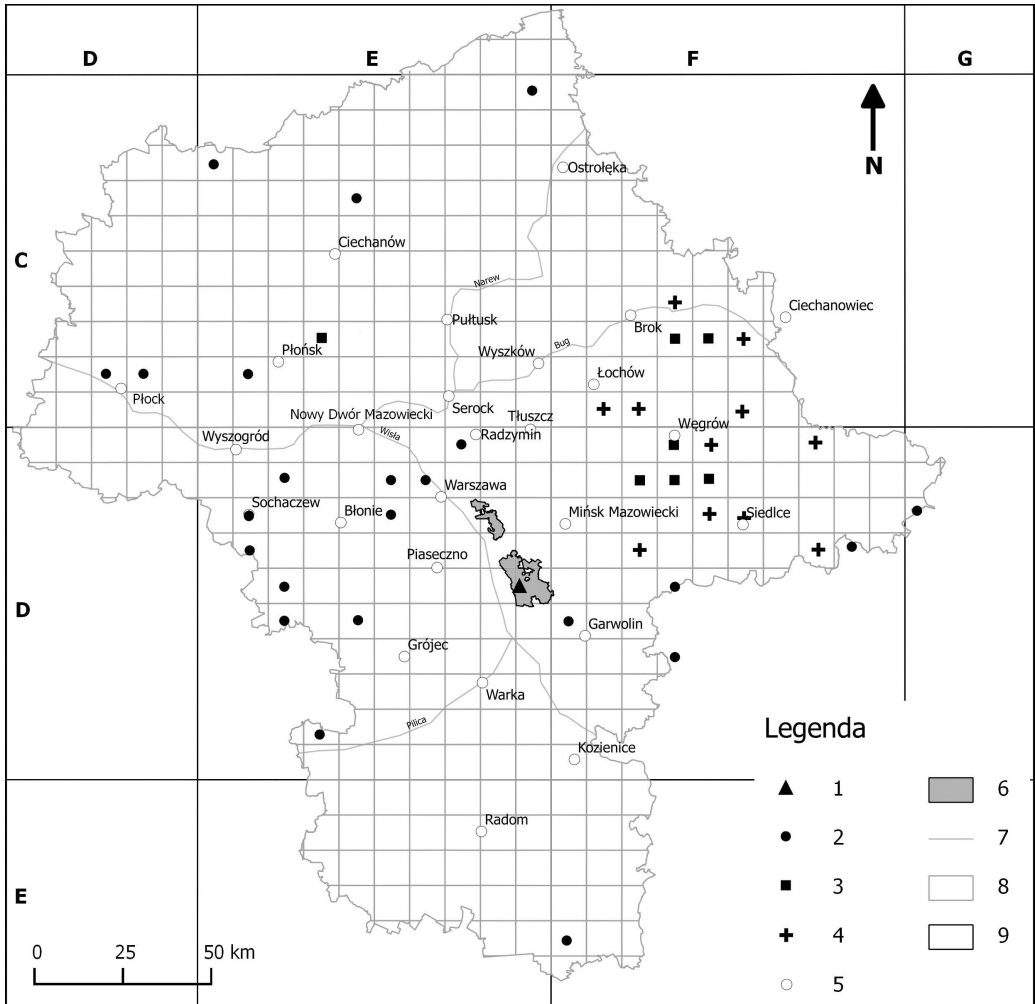 D E F G
N
Ostrołęka
Ciechanów
C
Narew
Ciechanowiec
Pułtusk
Brok
Płońsk
Wyszków
Bug
Łochów
Płock
Serock
Nowy Dwór Mazowiecki
Tłuszcz
Węgrów
Wisła
Radzymin
Wyszogród
Warszawa
Sochaczew
Błonie
Mińsk Mazowiecki
Siedlce
Piaseczno
D
Garwolin
Grójec
Warka
Pilica
Kozienice
Radom
E
0 25 50 km
Legenda
1 6
2 7
3 8
4 9
5